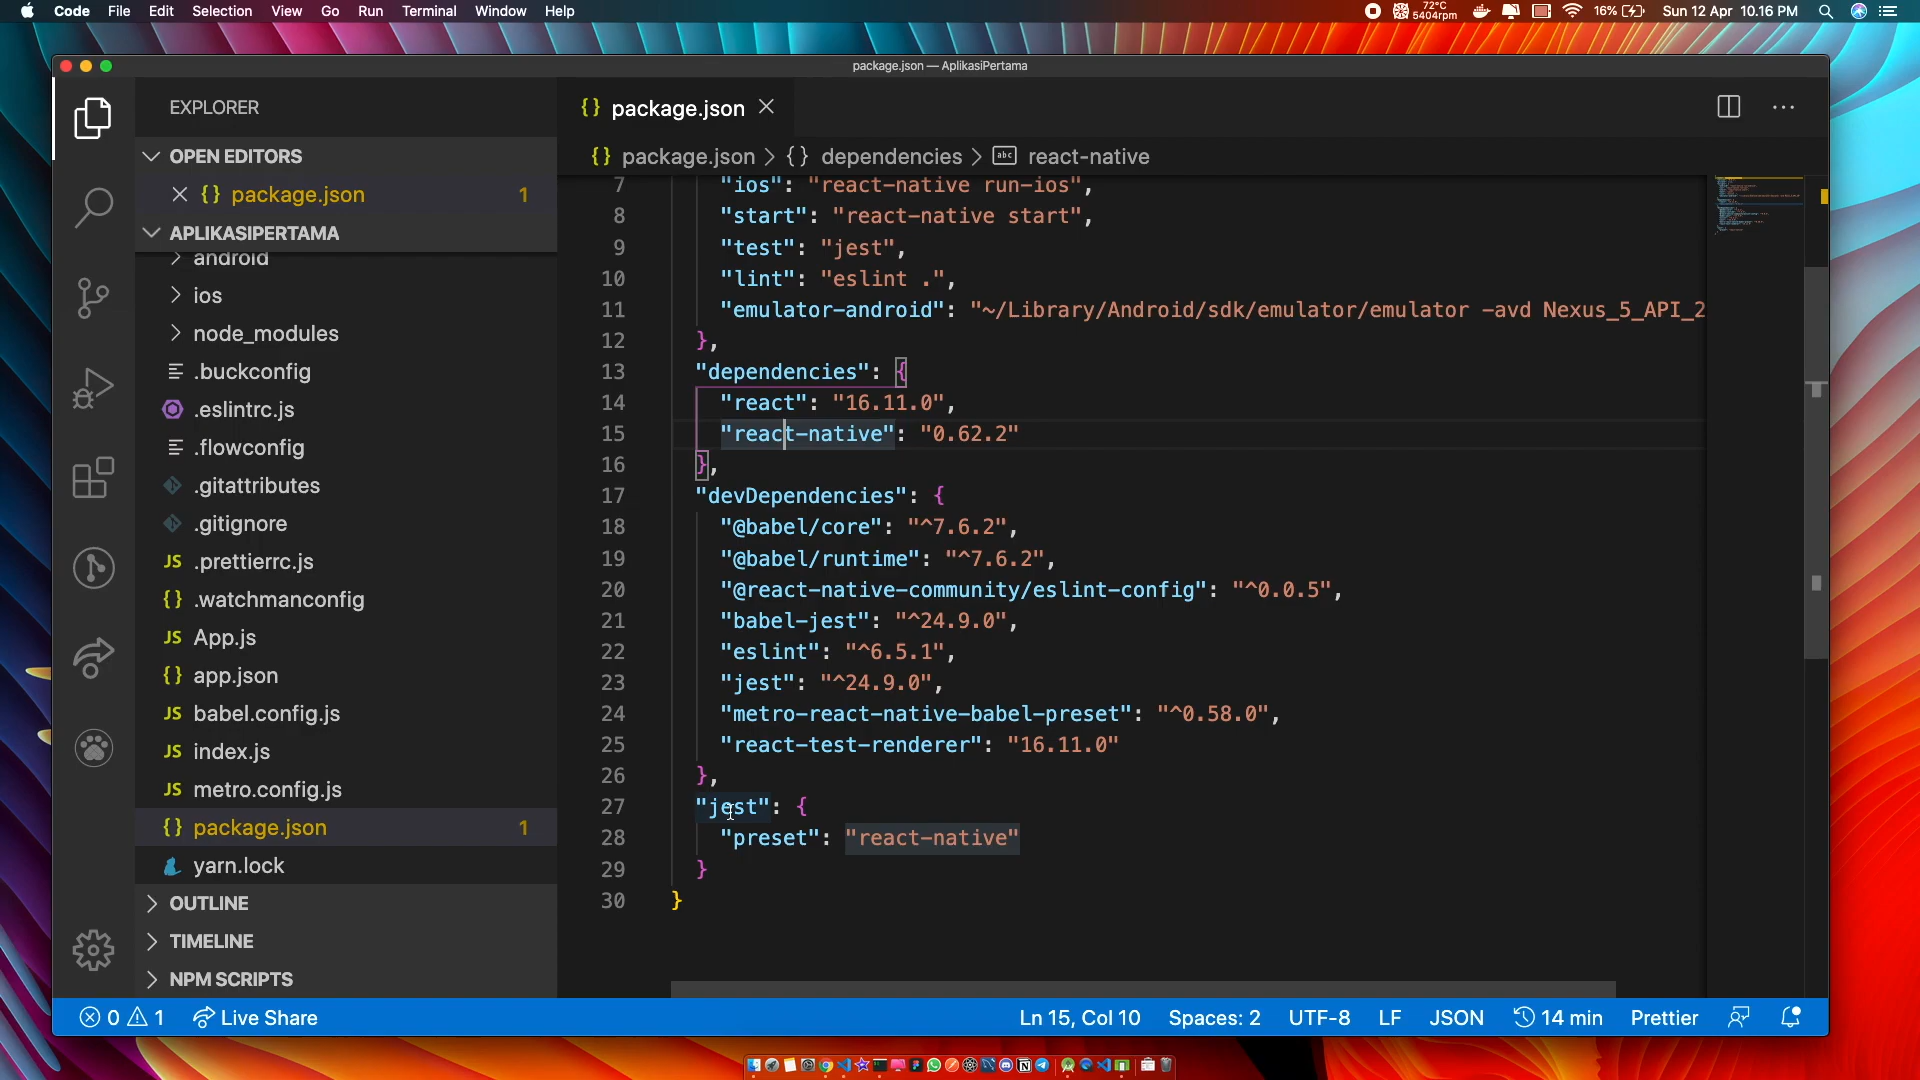 Code File Edit Selection View Go Run Terminal Window Help 72°C 5404rpm 16% Sun 12 Apr 10.16 PM
package.json — AplikasiPertama
EXPLORER
OPEN EDITORS
{} package.json 1
APLIKASIPERTAMA
android
ios
node_modules
.buckconfig
.eslintrc.js
.flowconfig
.gitattributes
.gitignore
JS .prettierrc.js
{} .watchmanconfig
JS App.js
{} app.json
JS babel.config.js
JS index.js
JS metro.config.js
{} package.json 1
yarn.lock
OUTLINE
TIMELINE
NPM SCRIPTS
{} package.json
{} package.json > {} dependencies > abc react-native
7 "ios": "react-native run-ios",
8 "start": "react-native start",
9 "test": "jest",
10 "lint": "eslint .",
11 "emulator-android": "~/Library/Android/sdk/emulator/emulator -avd Nexus_5_API_2
12 },
13 "dependencies": {
14 "react": "16.11.0",
15 "react-native": "0.62.2"
16 },
17 "devDependencies": {
18 "@babel/core": "^7.6.2",
19 "@babel/runtime": "^7.6.2",
20 "@react-native-community/eslint-config": "^0.0.5",
21 "babel-jest": "^24.9.0",
22 "eslint": "^6.5.1",
23 "jest": "^24.9.0",
24 "metro-react-native-babel-preset": "^0.58.0",
25 "react-test-renderer": "16.11.0"
26 },
27 "jest": {
28 "preset": "react-native"
29 }
30 }
0 1 Live Share Ln 15, Col 10 Spaces: 2 UTF-8 LF JSON 14 min Prettier